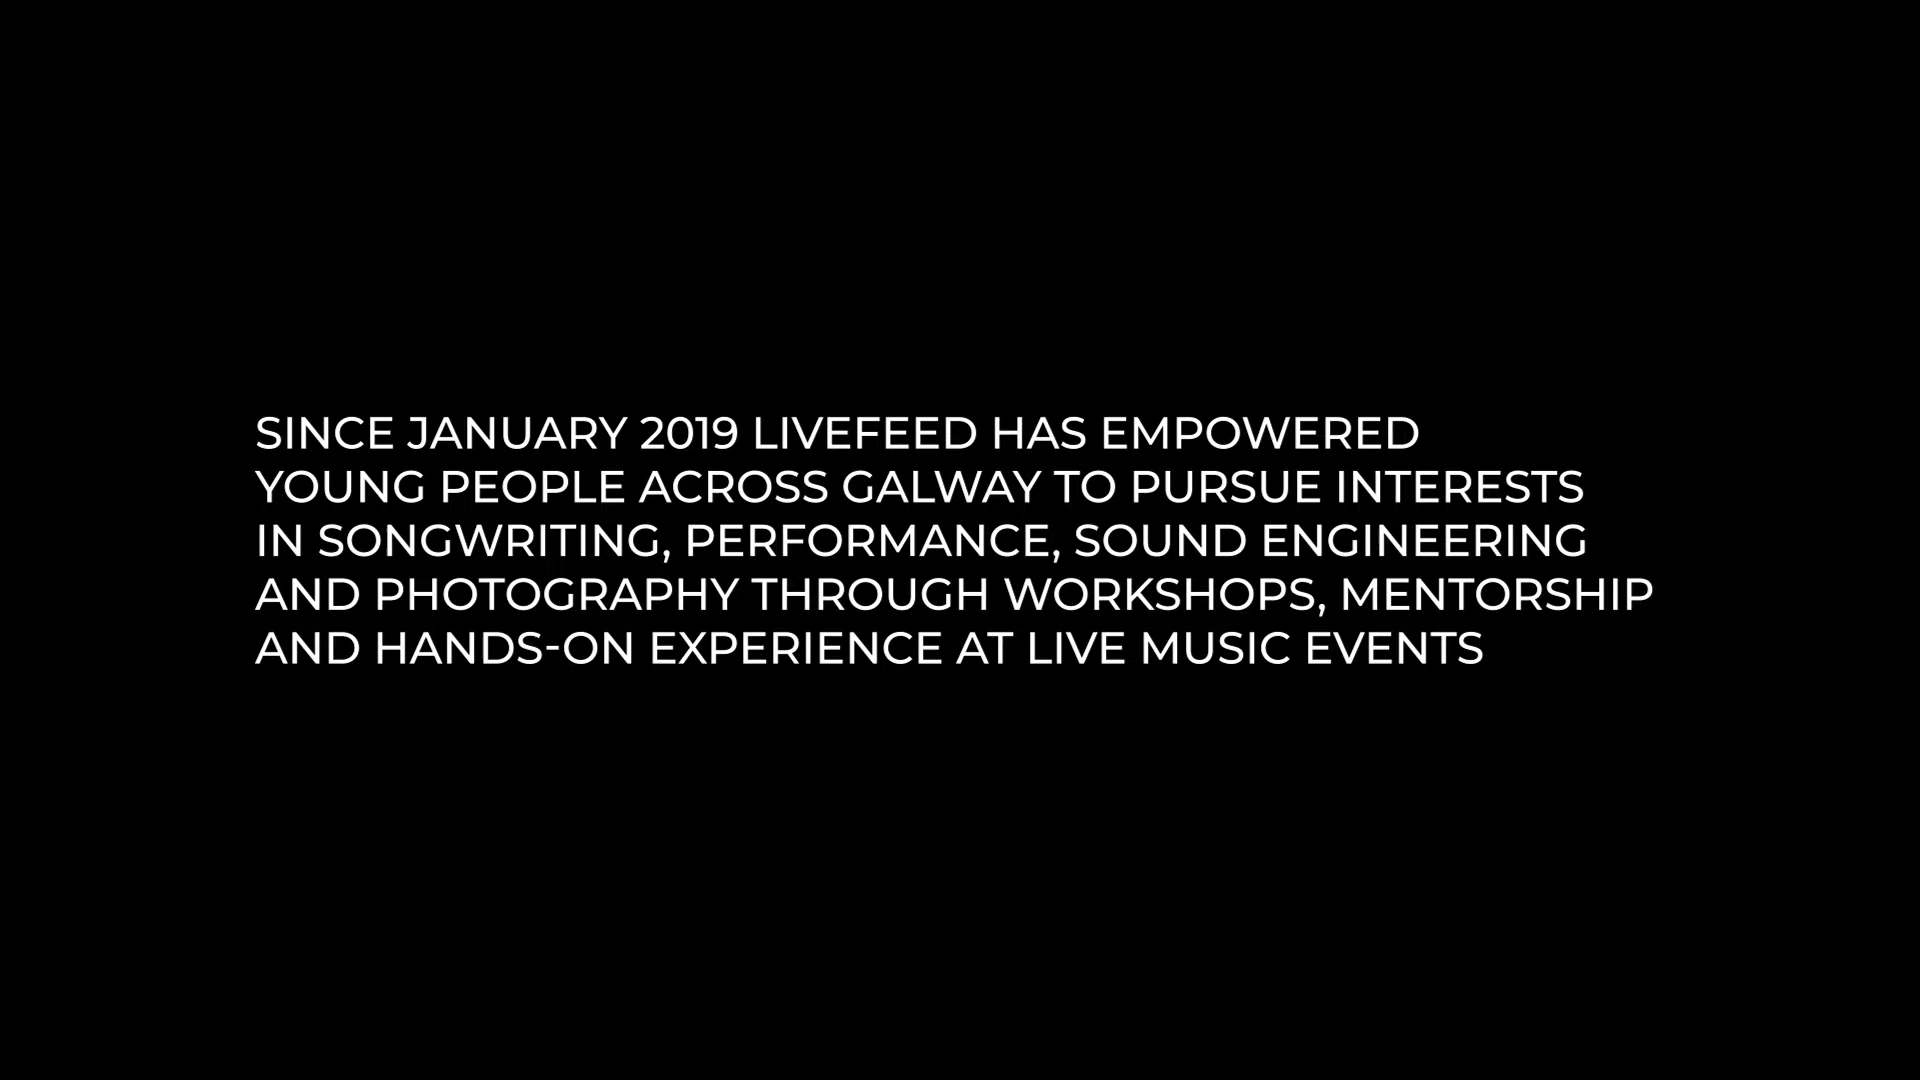 SINCE JANUARY 2019 LIVEFEED HAS EMPOWERED
YOUNG PEOPLE ACROSS GALWAY TO PURSUE INTERESTS
IN SONGWRITING, PERFORMANCE, SOUND ENGINEERING
AND PHOTOGRAPHY THROUGH WORKSHOPS, MENTORSHIP
AND HANDS-ON EXPERIENCE AT LIVE MUSIC EVENTS